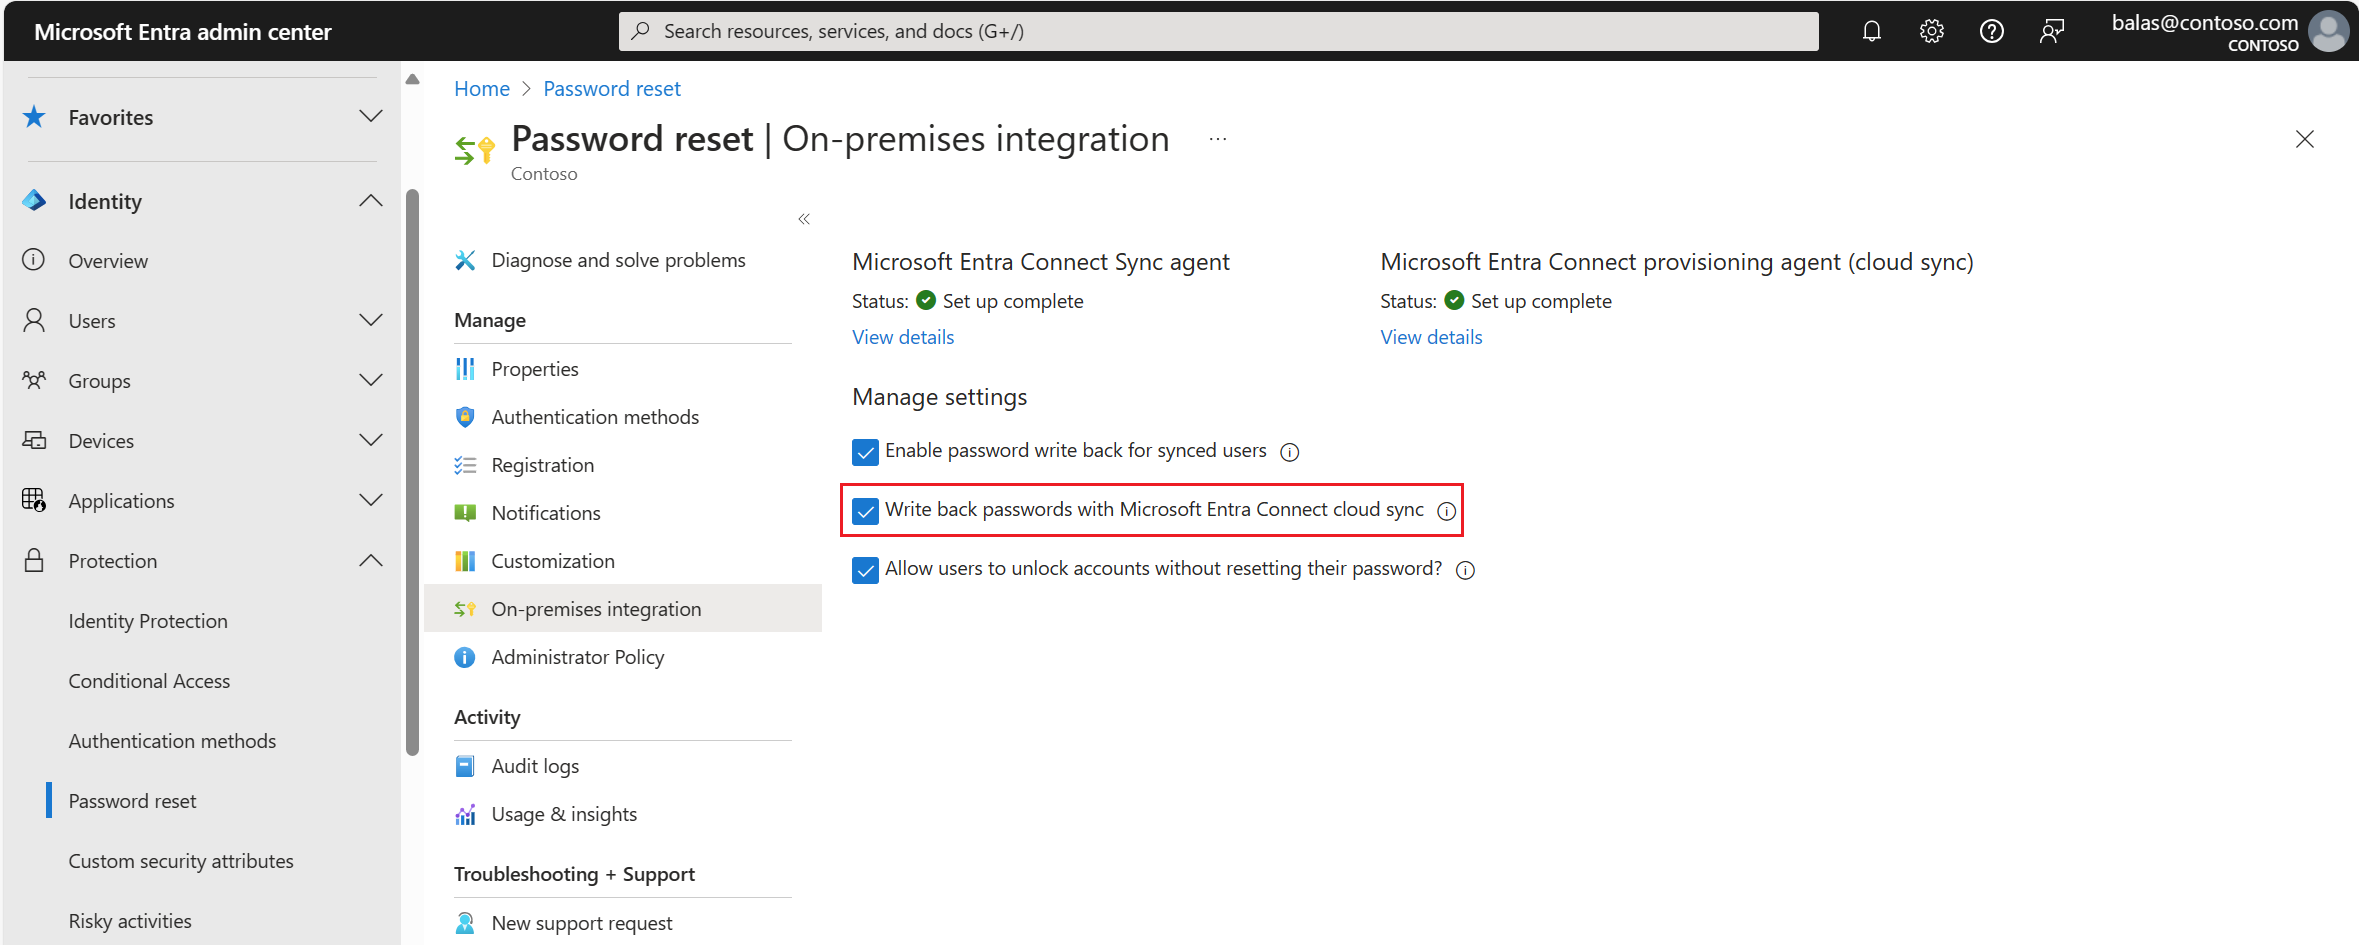 Microsoft Entra admin center
Search resources, services, and docs (G+/)
balas@contoso.com
CONTOSO
Favorites
Identity
Overview
Users
Groups
Devices
Applications
Protection
Identity Protection
Conditional Access
Authentication methods
Password reset
Custom security attributes
Risky activities
Home > Password reset
Password reset | On-premises integration ...
Contoso
Diagnose and solve problems
Manage
Properties
Authentication methods
Registration
Notifications
Customization
On-premises integration
Administrator Policy
Activity
Audit logs
Usage & insights
Troubleshooting + Support
New support request
Microsoft Entra Connect Sync agent
Status: Set up complete
View details
Microsoft Entra Connect provisioning agent (cloud sync)
Status: Set up complete
View details
Manage settings
Enable password write back for synced users
Write back passwords with Microsoft Entra Connect cloud sync
Allow users to unlock accounts without resetting their password?